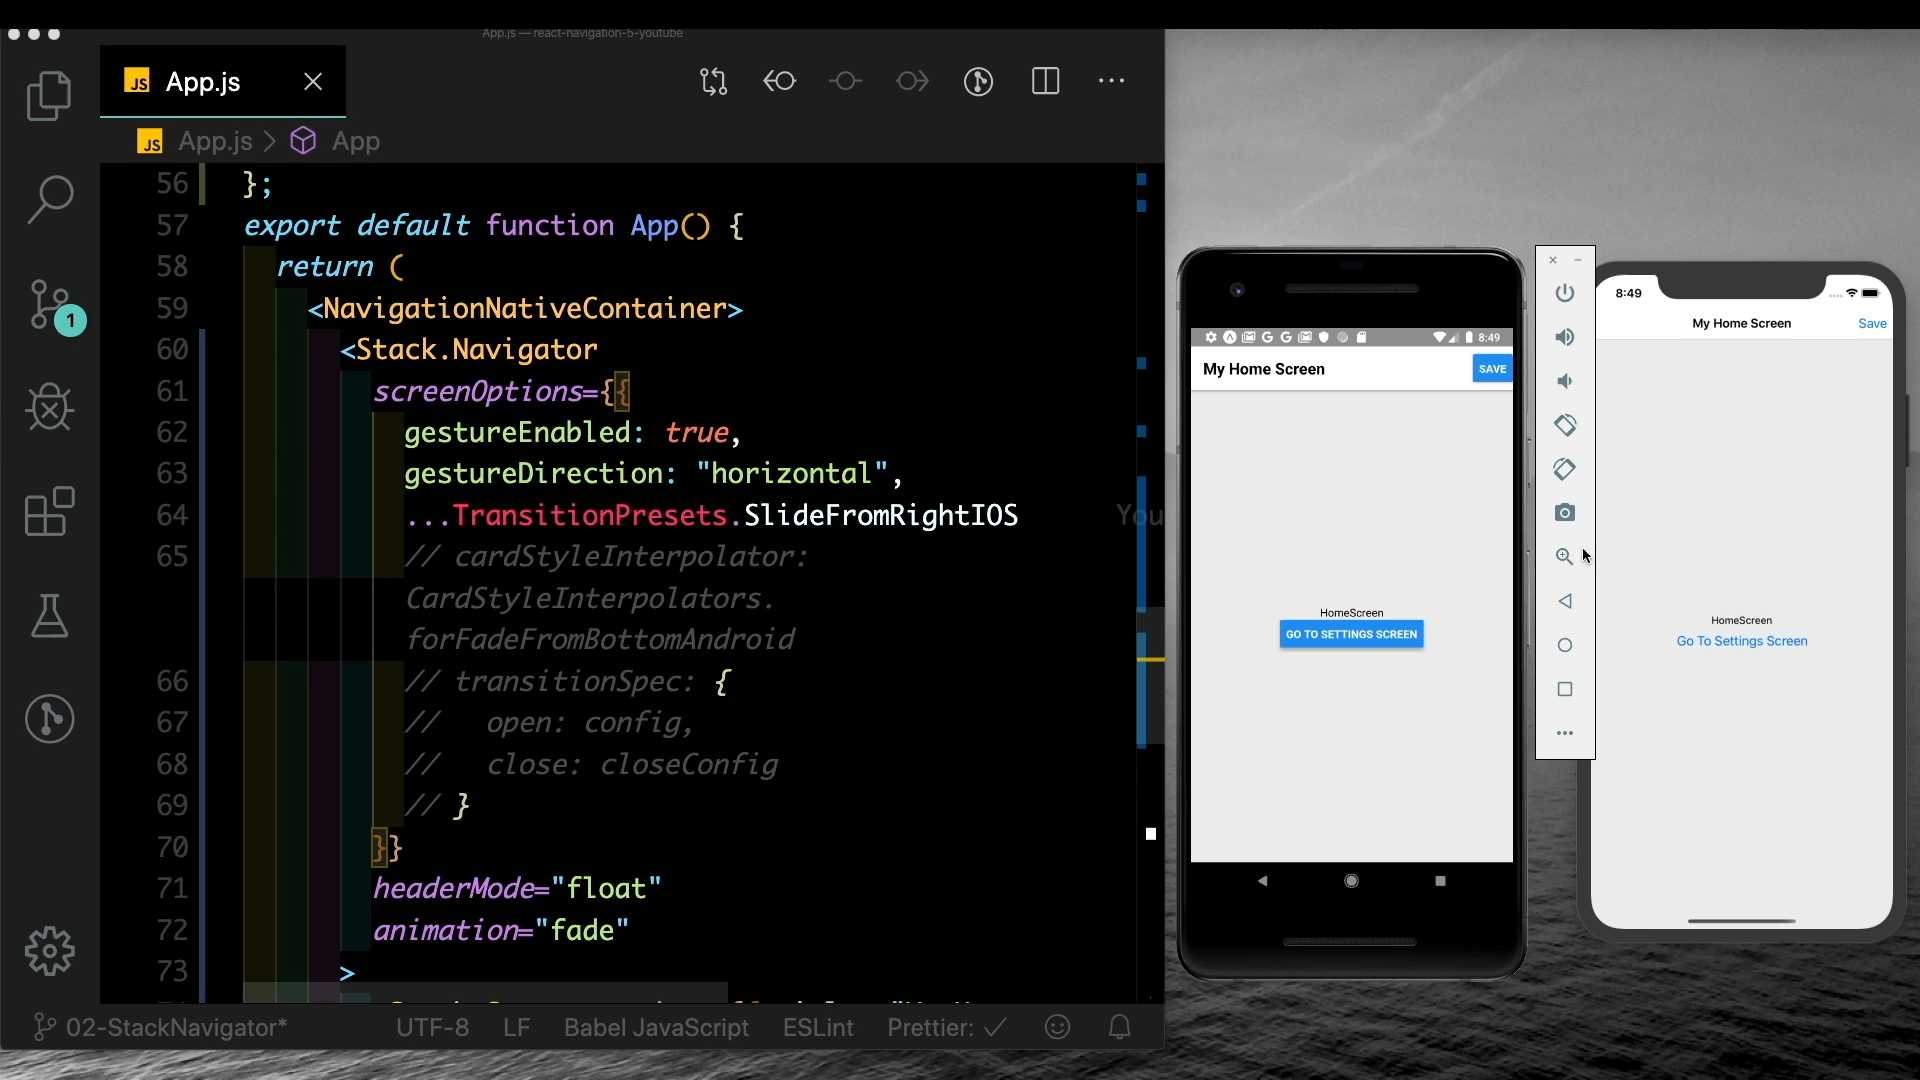 App.js — react-navigation-5-youtube
JS App.js
JS App.js > App
56 };
57 export default function App() {
58 return (
59 <NavigationNativeContainer>
60 <Stack.Navigator
61 screenOptions={{
62 gestureEnabled: true,
63 gestureDirection: "horizontal",
64 ...TransitionPresets.SlideFromRightIOS You
65 // cardStyleInterpolator:
CardStyleInterpolators.
forFadeFromBottomAndroid
66 // transitionSpec: {
67 // open: config,
68 // close: closeConfig
69 // }
70 }}
71 headerMode="float"
72 animation="fade"
73 >
1
02-StackNavigator* UTF-8 LF Babel JavaScript ESLint Prettier: ✓
8:49
My Home Screen SAVE
HomeScreen
GO TO SETTINGS SCREEN
8:49
My Home Screen Save
HomeScreen
Go To Settings Screen